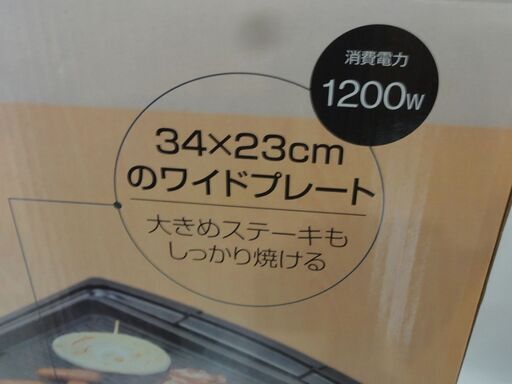 消費電力
1200W
34×23cm
のワイドプレート
大きめステーキも
しっかり焼ける